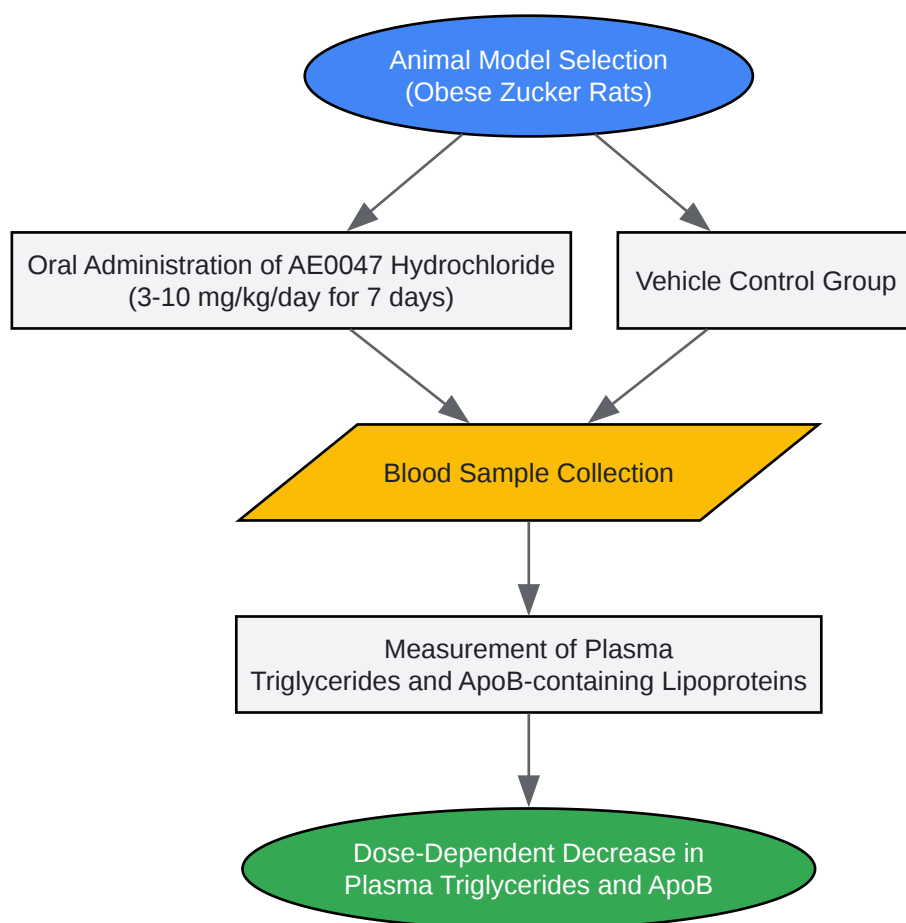 Animal Model Selection
(Obese Zucker Rats)
Oral Administration of AE0047 Hydrochloride
(3-10 mg/kg/day for 7 days)
Vehicle Control Group
Blood Sample Collection
Measurement of Plasma
Triglycerides and ApoB-containing Lipoproteins
Dose-Dependent Decrease in
Plasma Triglycerides and ApoB